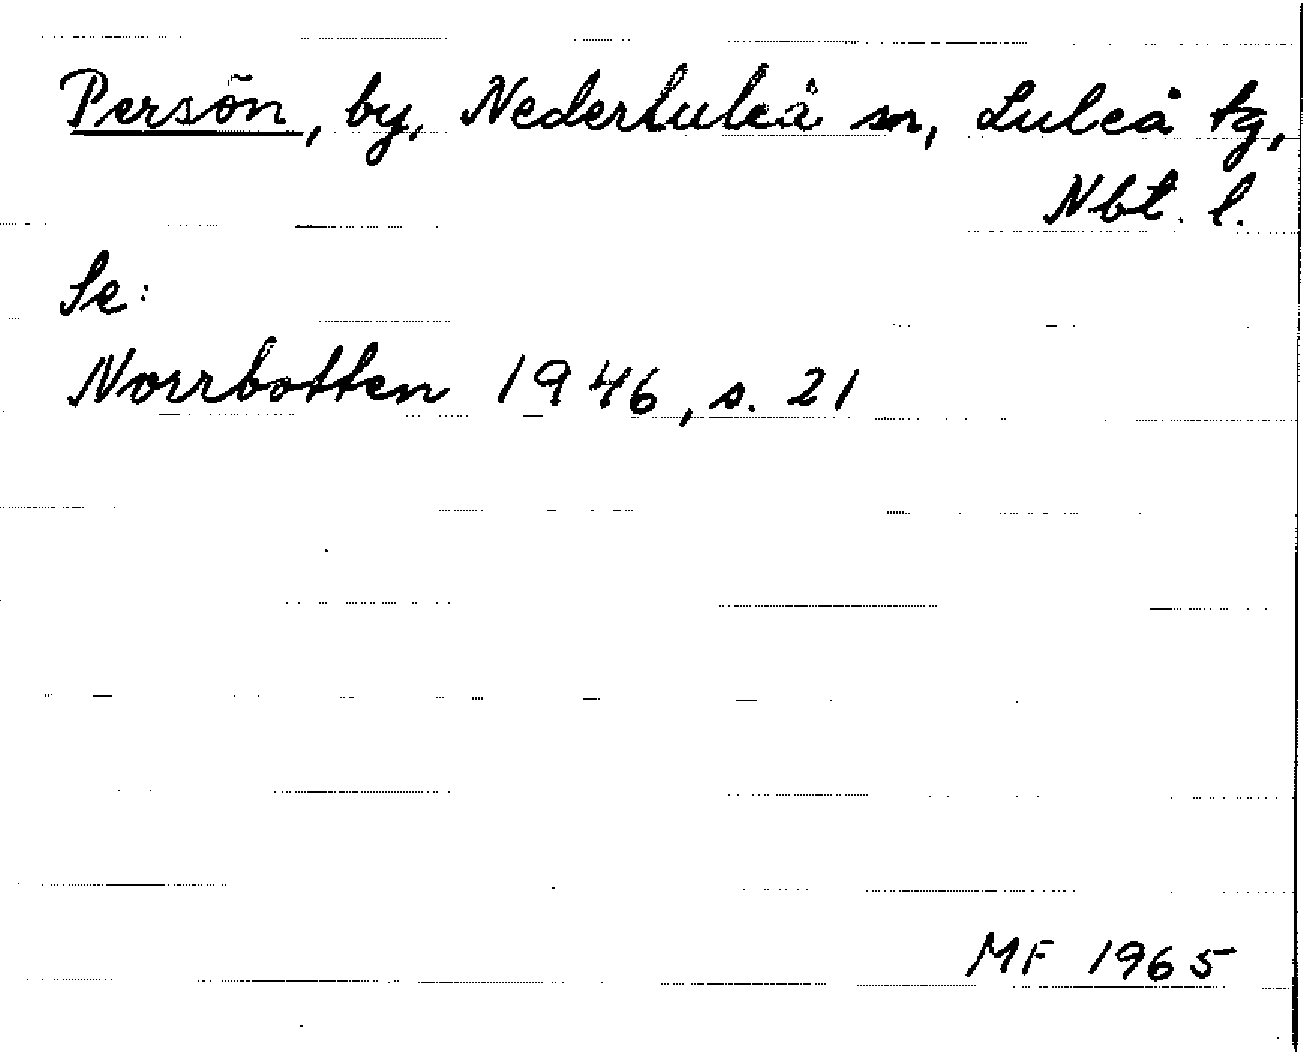 Persön, by, Nederluleå sn, Luleå tg,
Nbt. l.
Se:
Norrbotten 1946, s. 21
MF 1965